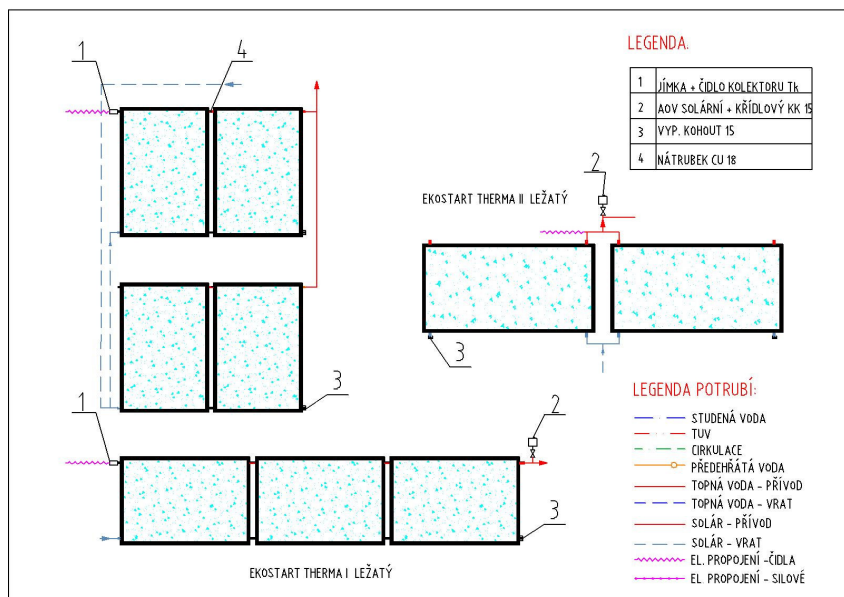 1
4
LEGENDA.
1 JÍMKA + ČIDLO KOLEKTORU Tk
2 AOV SOLÁRNÍ + KŘÍDLOVÝ KK 15
3 VYP. KOHOUT 15
4 NÁTRUBEK CU 18
2
EKOSTART THERMA II LEŽATÝ
3
3
1
2
3
EKOSTART THERMA I LEŽATÝ
LEGENDA POTRUBÍ:
STUDENÁ VODA
TUV
CIRKULACE
PŘEDEHŘÁTÁ VODA
TOPNÁ VODA - PŘÍVOD
TOPNÁ VODA - VRAT
SOLÁR - PŘÍVOD
SOLÁR - VRAT
EL. PROPOJENÍ -ČIDLA
EL. PROPOJENÍ - SILOVÉ